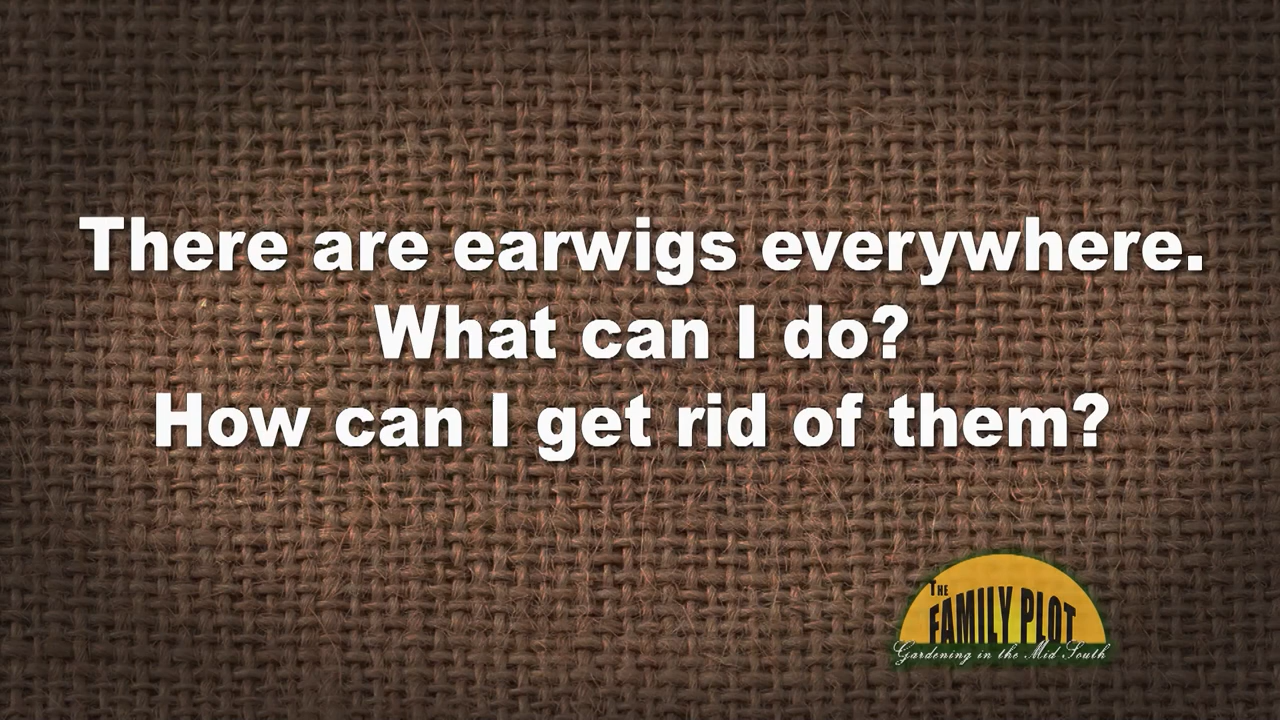 There are earwigs everywhere.
What can I do?
How can I get rid of them?
THE
FAMILY PLOT
Gardening in the Mid South